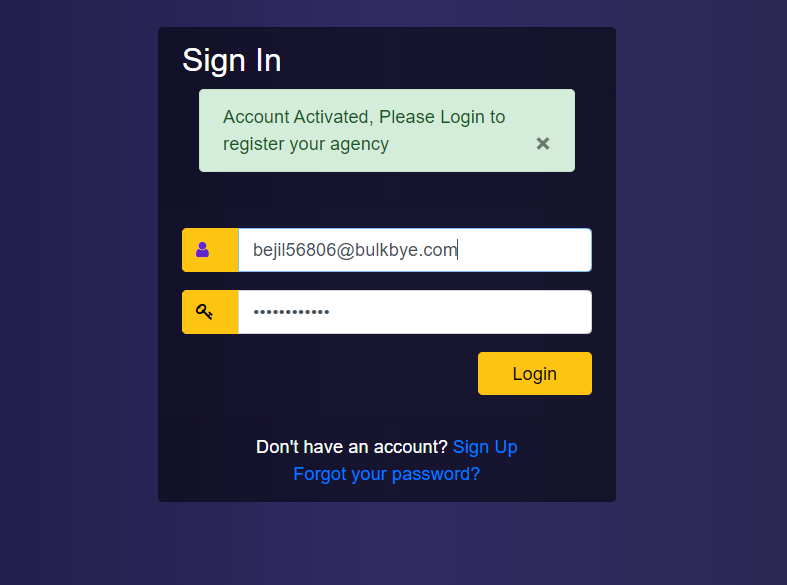 Sign In
Account Activated, Please Login to
register your agency
×
bejil56806@bulkbye.com
••••••••••••
Login
Don't have an account? Sign Up
Forgot your password?